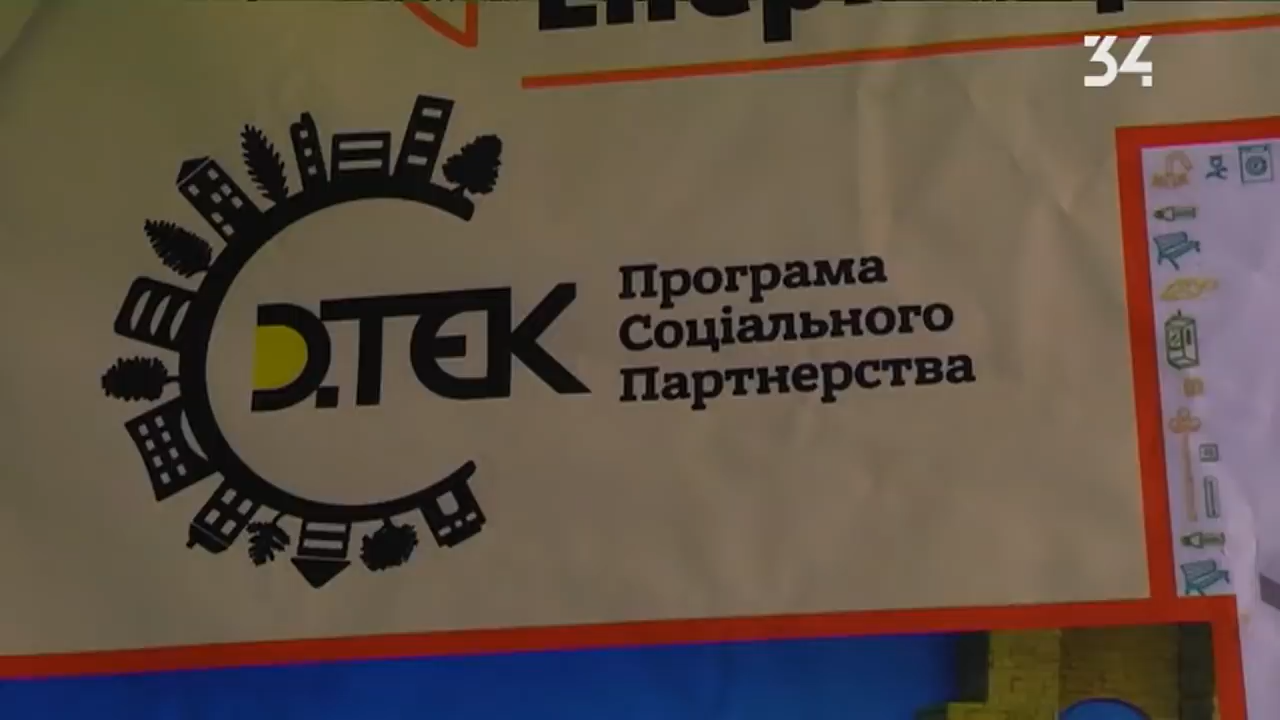 34
Д.ТЕК
Програма
Соціального
Партнерства